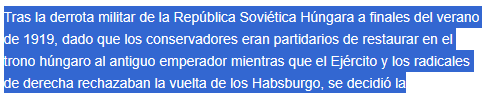 Tras la derrota militar de la República Soviética Húngara a finales del verano
de 1919, dado que los conservadores eran partidarios de restaurar en el
trono húngaro al antiguo emperador mientras que el Ejército y los radicales
de derecha rechazaban la vuelta de los Habsburgo, se decidió la